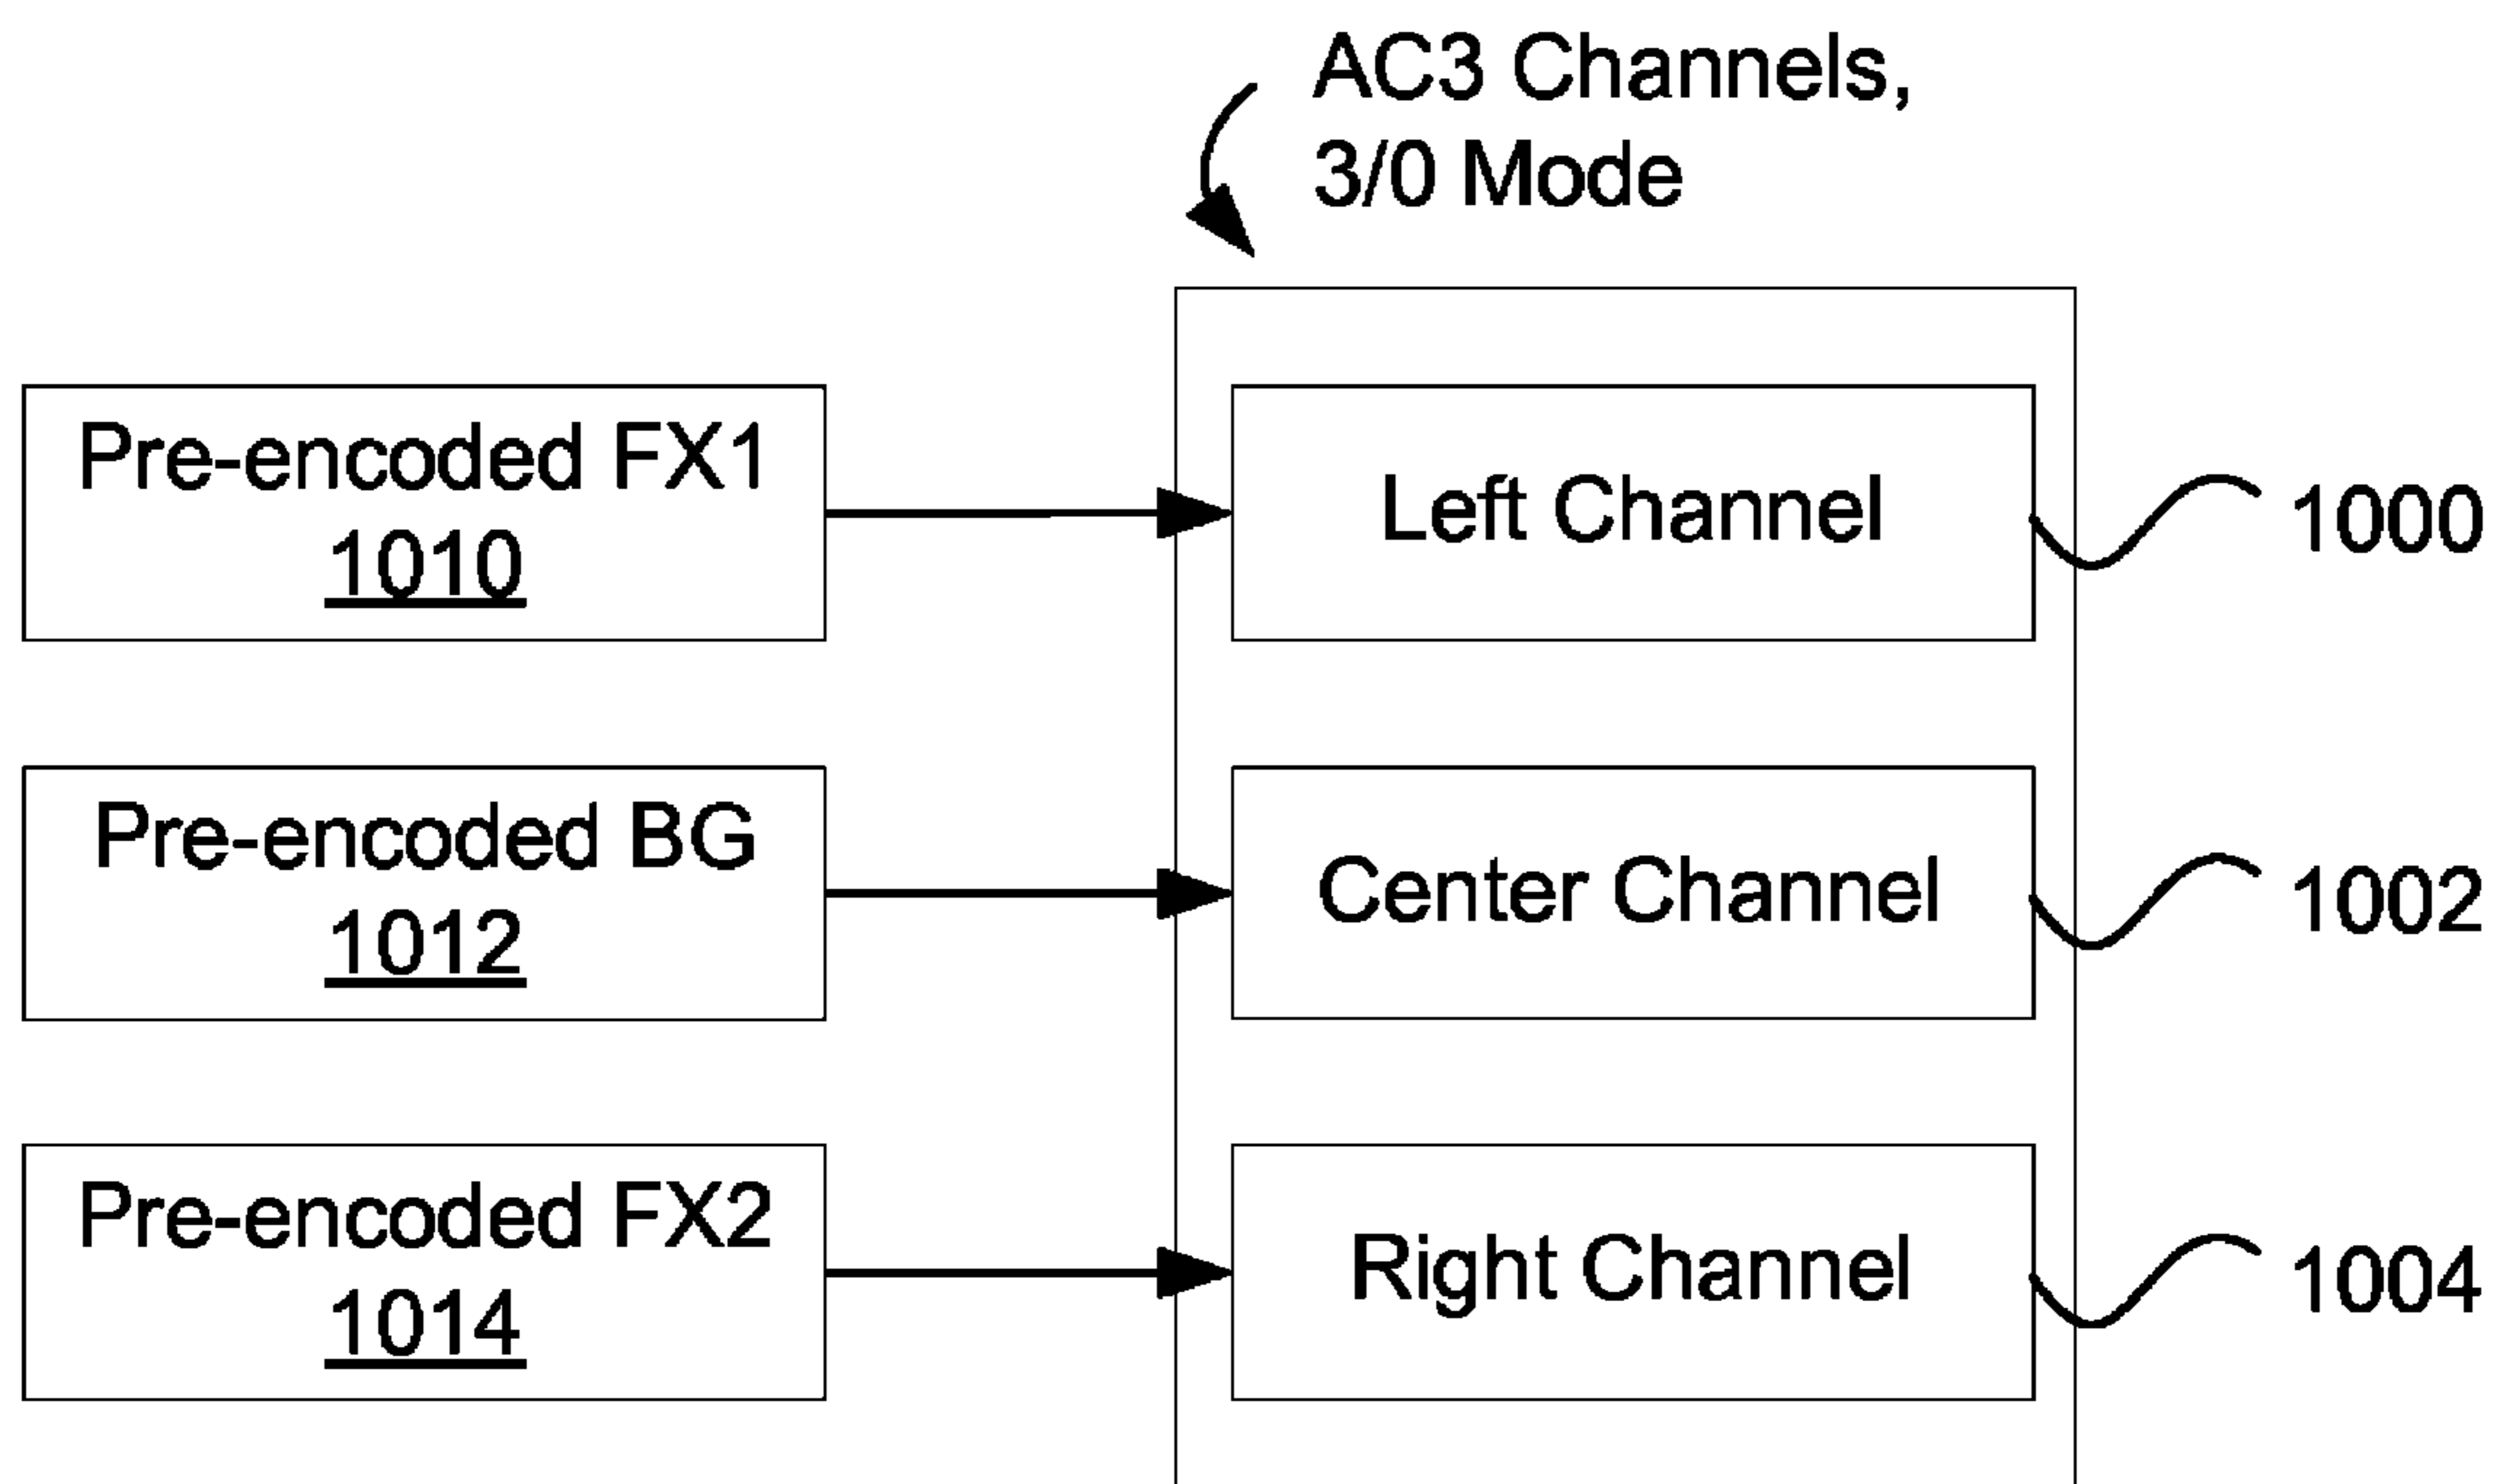 AC3 Channels,
3/0 Mode
Pre-encoded FX1
1010
Left Channel
1000
Pre-encoded BG
1012
Center Channel
1002
Pre-encoded FX2
1014
Right Channel
1004